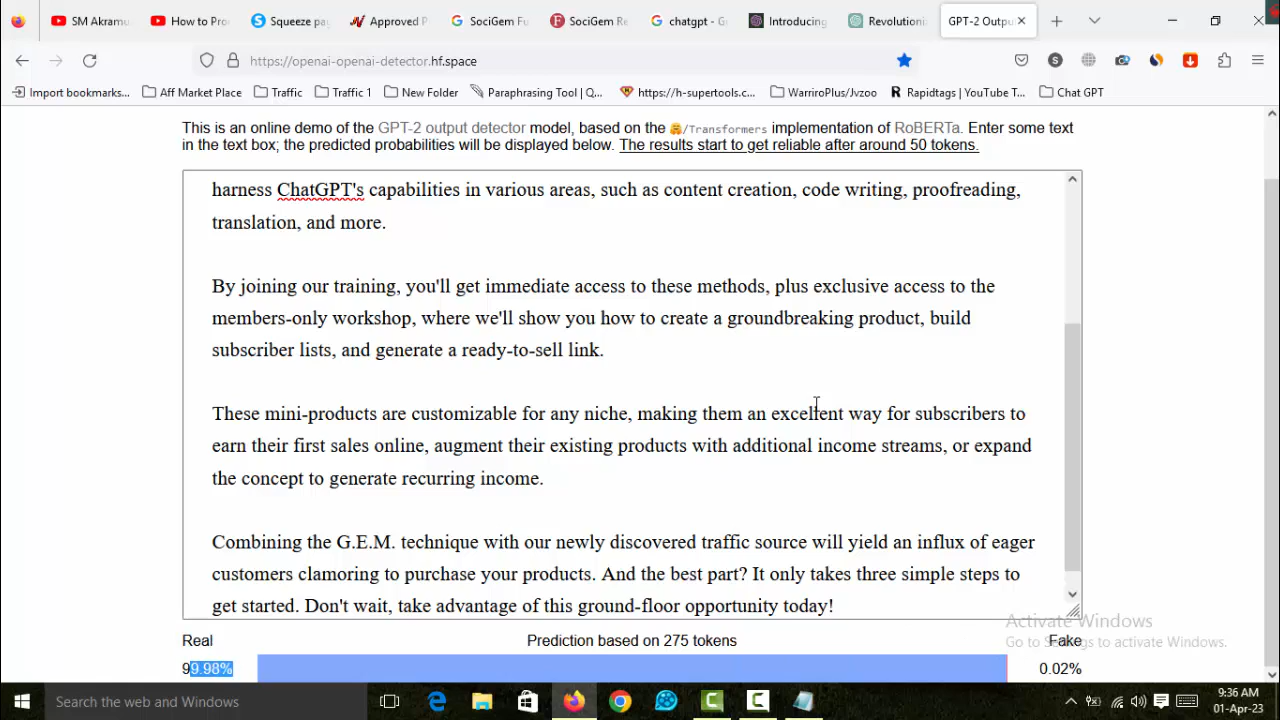 SM Akramu
How to Pro
Squeeze pa
Approved P
SociGem Fu
SociGem Re
chatgpt - G
Introducing
Revolutioni
GPT-2 Outpu
https://openai-openai-detector.hf.space
Import bookmarks...
Aff Market Place
Traffic
Traffic 1
New Folder
Paraphrasing Tool | Q...
https://h-supertools.c...
WarriroPlus/Jvzoo
Rapidtags | YouTube T...
Chat GPT
This is an online demo of the GPT-2 output detector model, based on the 🤗/Transformers implementation of RoBERTa. Enter some text
in the text box; the predicted probabilities will be displayed below. The results start to get reliable after around 50 tokens.
harness ChatGPT's capabilities in various areas, such as content creation, code writing, proofreading,
translation, and more.
By joining our training, you'll get immediate access to these methods, plus exclusive access to the
members-only workshop, where we'll show you how to create a groundbreaking product, build
subscriber lists, and generate a ready-to-sell link.
These mini-products are customizable for any niche, making them an excellent way for subscribers to
earn their first sales online, augment their existing products with additional income streams, or expand
the concept to generate recurring income.
Combining the G.E.M. technique with our newly discovered traffic source will yield an influx of eager
customers clamoring to purchase your products. And the best part? It only takes three simple steps to
get started. Don't wait, take advantage of this ground-floor opportunity today!
Activate Windows
Go to Settings to activate Windows.
Real
Prediction based on 275 tokens
Fake
99.98%
0.02%
Search the web and Windows
9:36 AM
01-Apr-23